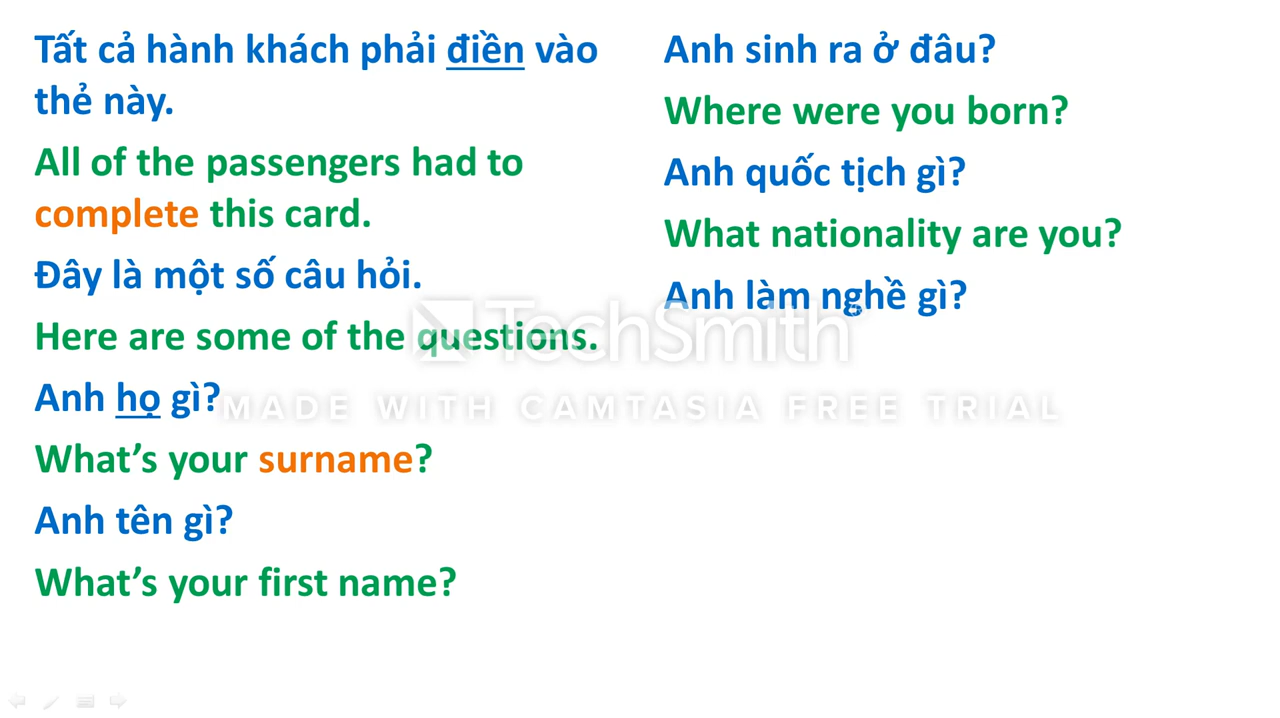 Tất cả hành khách phải điền vào
thẻ này.
All of the passengers had to
complete this card.
Đây là một số câu hỏi.
Here are some of the questions.
Anh họ gì?
What’s your surname?
Anh tên gì?
What’s your first name?
Anh sinh ra ở đâu?
Where were you born?
Anh quốc tịch gì?
What nationality are you?
Anh làm nghề gì?
TechSmith®
MADE WITH CAMTASIA FREE TRIAL